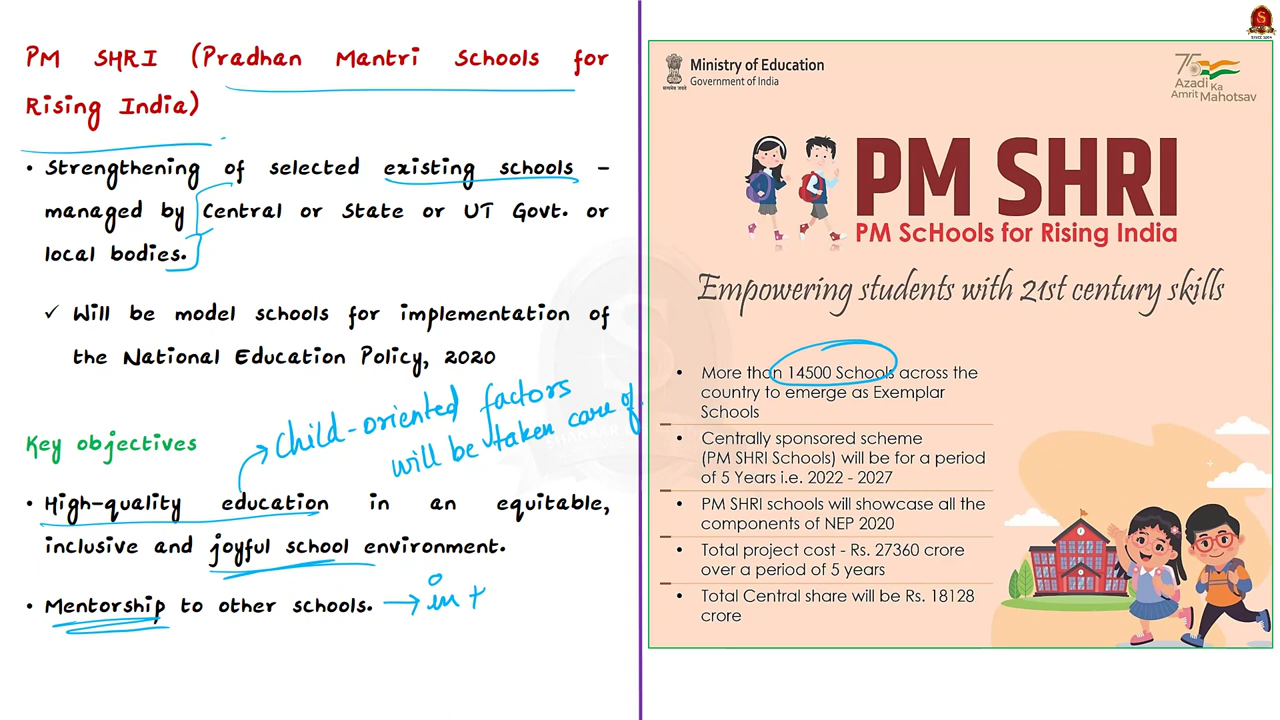 PM SHRI (Pradhan Mantri Schools for
Rising India)
• Strengthening of selected existing schools –
managed by Central or State or UT Govt. or
local bodies.
✓ Will be model schools for implementation of
the National Education Policy, 2020
Child-oriented factors
will be taken care of
Key objectives
• High-quality education in an equitable,
inclusive and joyful school environment.
• Mentorship to other schools. → in t
Ministry of Education
Government of India
75
Azadi Ka
Amrit Mahotsav
PM SHRI
PM ScHools for Rising India
Empowering students with 21st century skills
• More than 14500 Schools across the
country to emerge as Exemplar
Schools
• Centrally sponsored scheme
(PM SHRI Schools) will be for a period
of 5 Years i.e. 2022 - 2027
• PM SHRI schools will showcase all the
components of NEP 2020
• Total project cost - Rs. 27360 crore
over a period of 5 years
• Total Central share will be Rs. 18128
crore